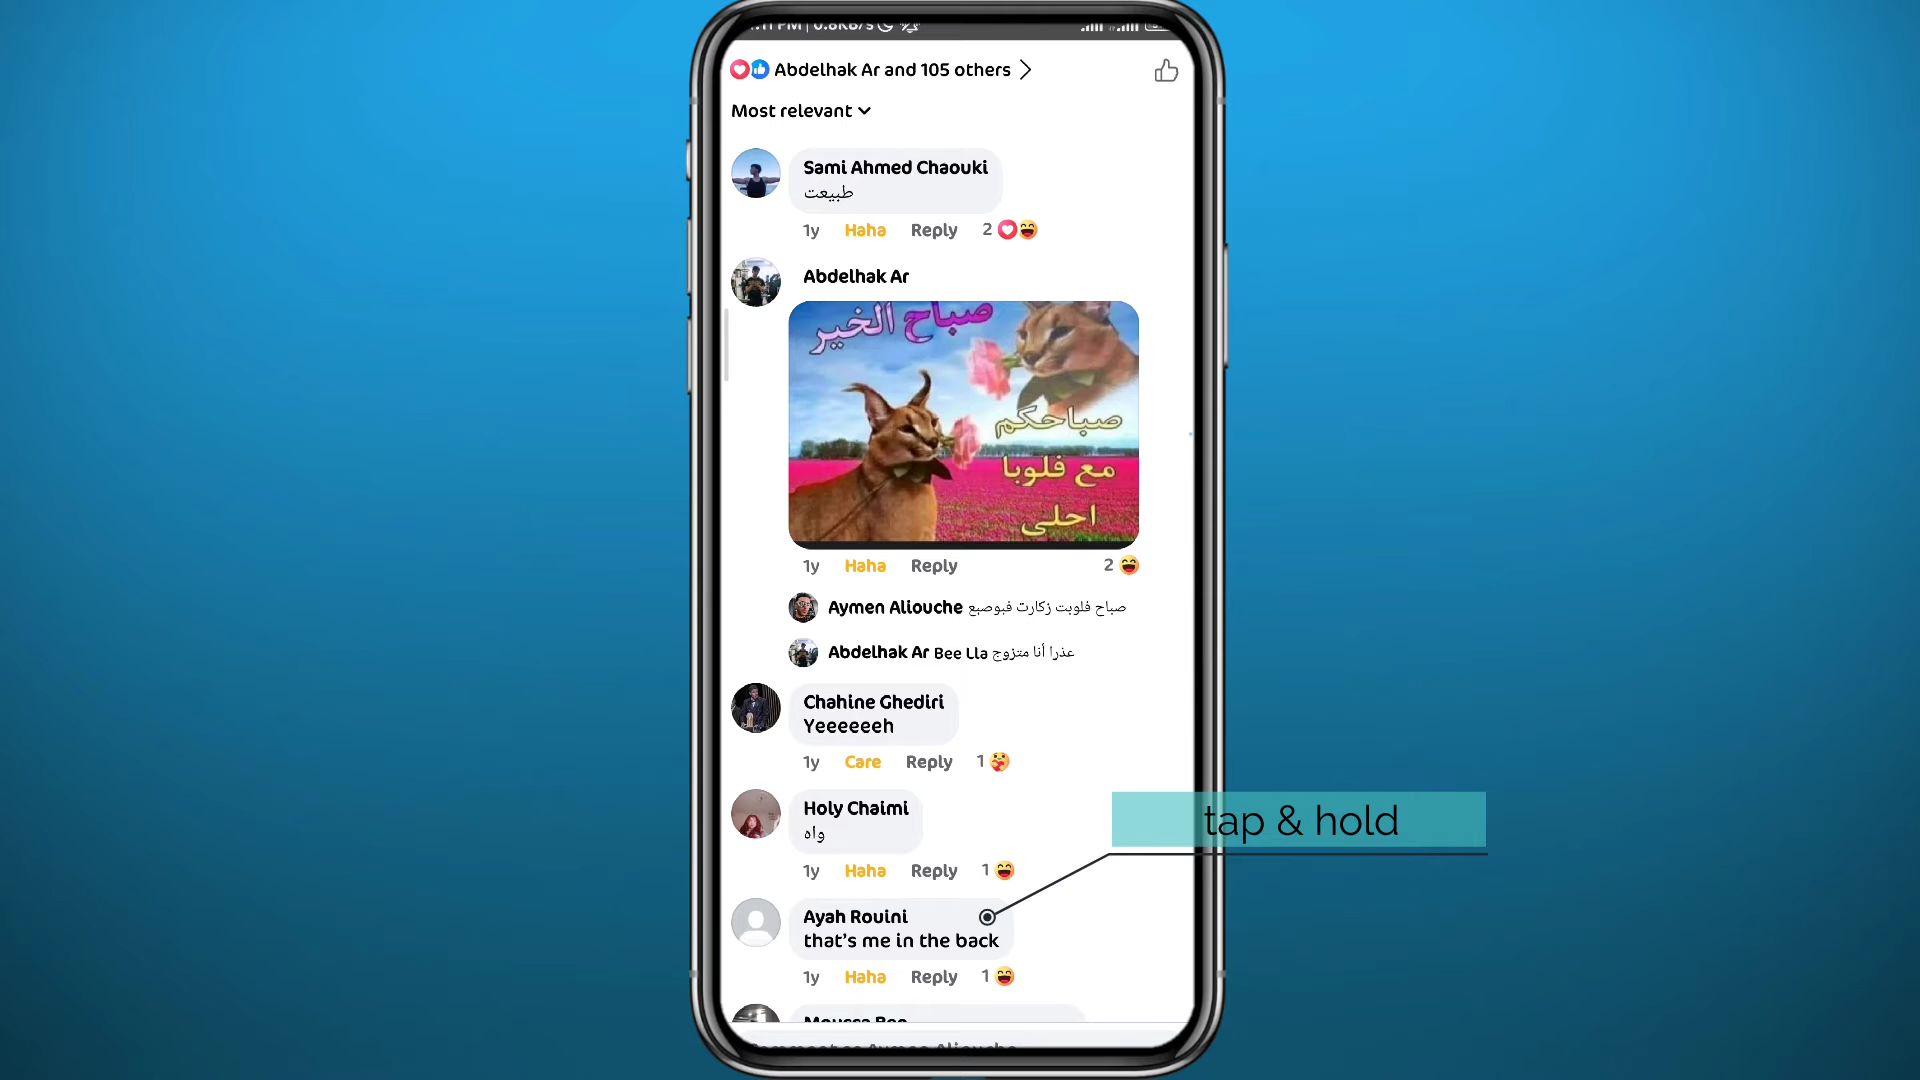 Abdelhak Ar and 105 others
Most relevant
Sami Ahmed Chaouki
طبيعت
1y Haha Reply 2
Abdelhak Ar
صباح الخير
صباحكم
مع فلوبا
احلى
1y Haha Reply 2
Aymen Aliouche صباح فلوبت زكارت فبوصبع
Abdelhak Ar Bee Lla عذرا أنا متزوج
Chahine Ghediri
Yeeeeeeh
1y Care Reply 1
Holy Chaimi
واه
1y Haha Reply 1
tap & hold
Ayah Rouini
that's me in the back
1y Haha Reply 1